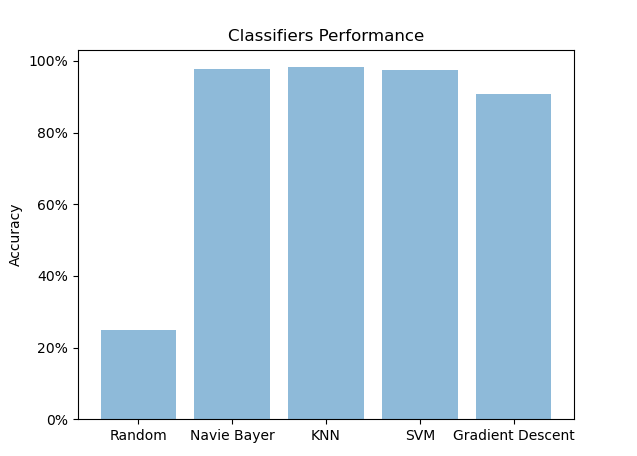 Classifiers Performance
100%
80%
60%
40%
20%
0%
Accuracy
Random Navie Bayer KNN SVM Gradient Descent